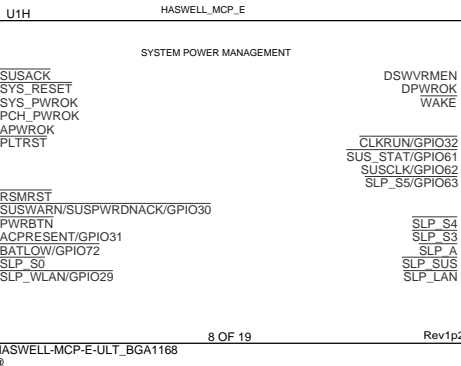 U1H
HASWELL_MCP_E
SYSTEM POWER MANAGEMENT
SUSACK
SYS_RESET
SYS_PWROK
PCH_PWROK
APWROK
PLTRST
RSMRST
SUSWARN/SUSPWRDNACK/GPIO30
PWRBTN
ACPRESENT/GPIO31
BATLOW/GPIO72
SLP_S0
SLP_WLAN/GPIO29
DSWVRMEN
DPWROK
WAKE
CLKRUN/GPIO32
SUS_STAT/GPIO61
SUSCLK/GPIO62
SLP_S5/GPIO63
SLP_S4
SLP_S3
SLP_A
SLP_SUS
SLP_LAN
8 OF 19
Rev1p2
HASWELL-MCP-E-ULT_BGA1168
@